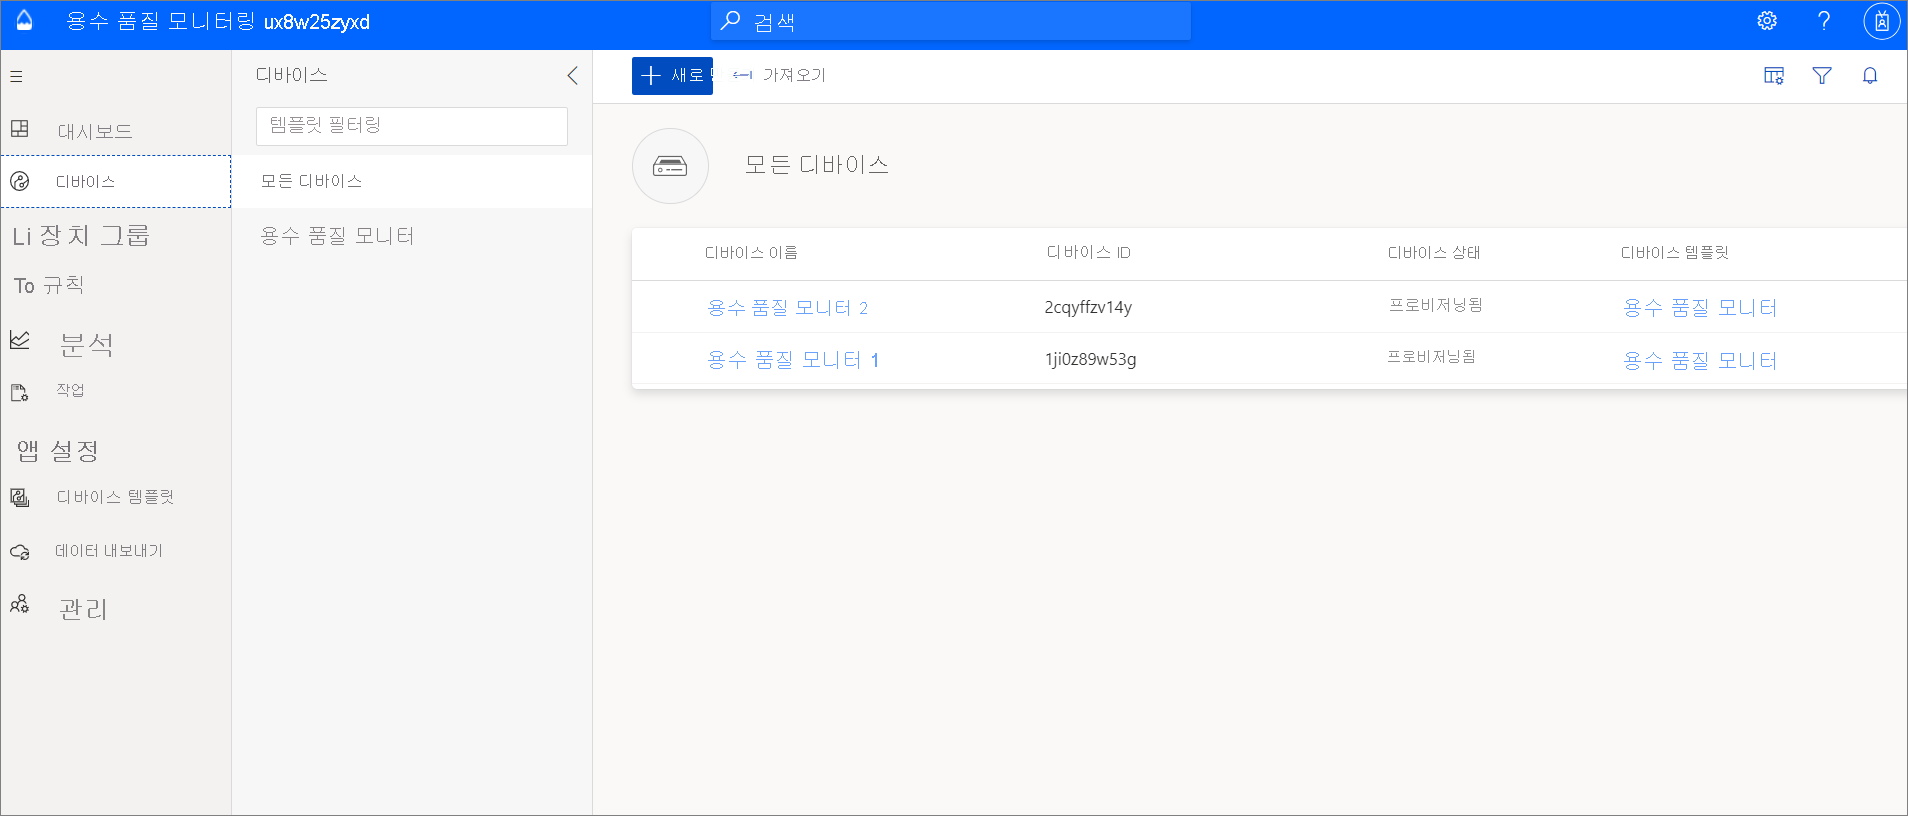 용수 품질 모니터링 ux8w25zyxd
검색
디바이스
새로
가져오기
템플릿 필터링
대시보드
디바이스
모든 디바이스
모든 디바이스
Li 장치 그룹
용수 품질 모니터
디바이스 이름 디바이스 ID 디바이스 상태 디바이스 템플릿
To 규칙
용수 품질 모니터 2 2cqyffzv14y 프로비저닝됨 용수 품질 모니터
분석
용수 품질 모니터 1 1ji0z89w53g 프로비저닝됨 용수 품질 모니터
작업
앱 설정
디바이스 템플릿
데이터 내보내기
관리